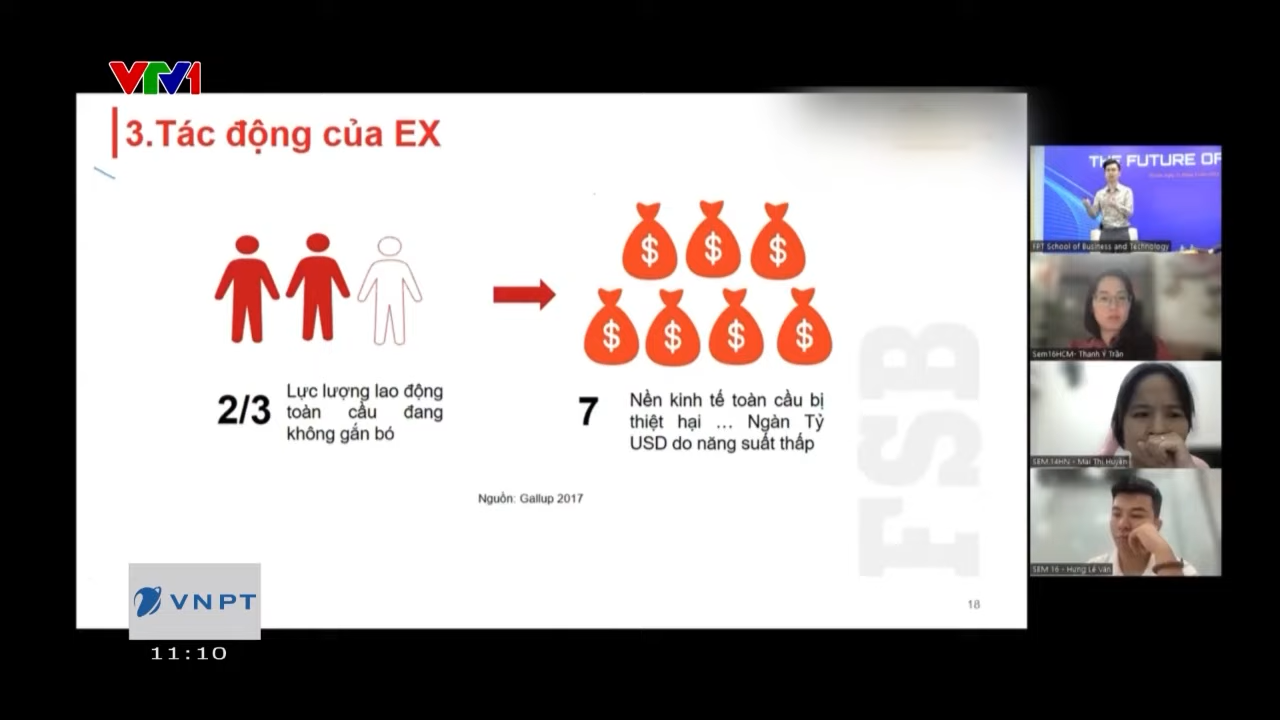 VTV1
3.Tác động của EX
THE FUTURE OF
FPT School of Business and Technology
$ $ $
$ $ $ $
Sem16HCM- Thanh Ý Trần
2/3
Lực lượng lao động
toàn cầu đang
không gắn bó
7
Nền kinh tế toàn cầu bị
thiệt hại ... Ngàn Tỷ
USD do năng suất thấp
FSB
SEM 14HN - Mai Thị Huyền
Nguồn: Gallup 2017
SEM 16 - Hưng Lê Văn
VNPT
18
11:10